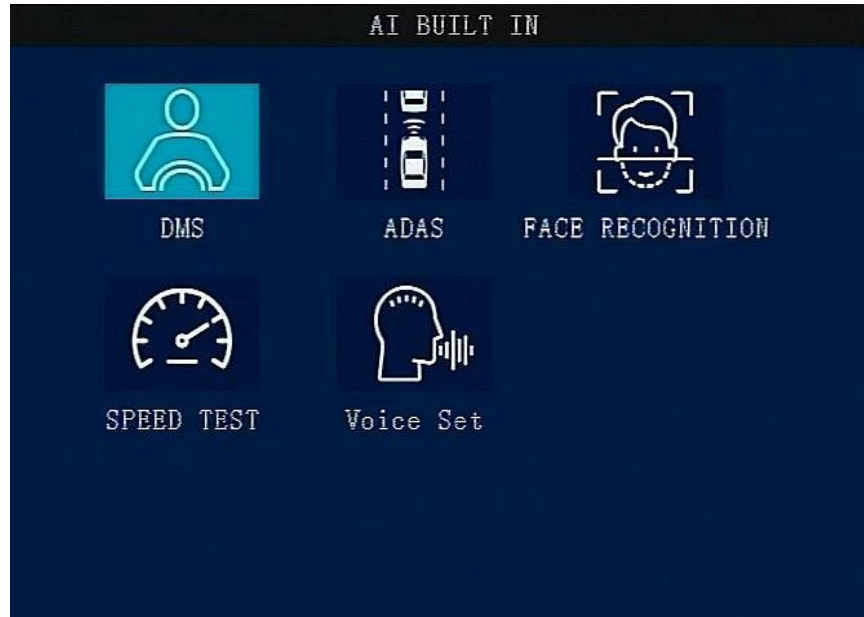 AI BUILT IN
DMS
ADAS
FACE RECOGNITION
SPEED TEST
Voice Set